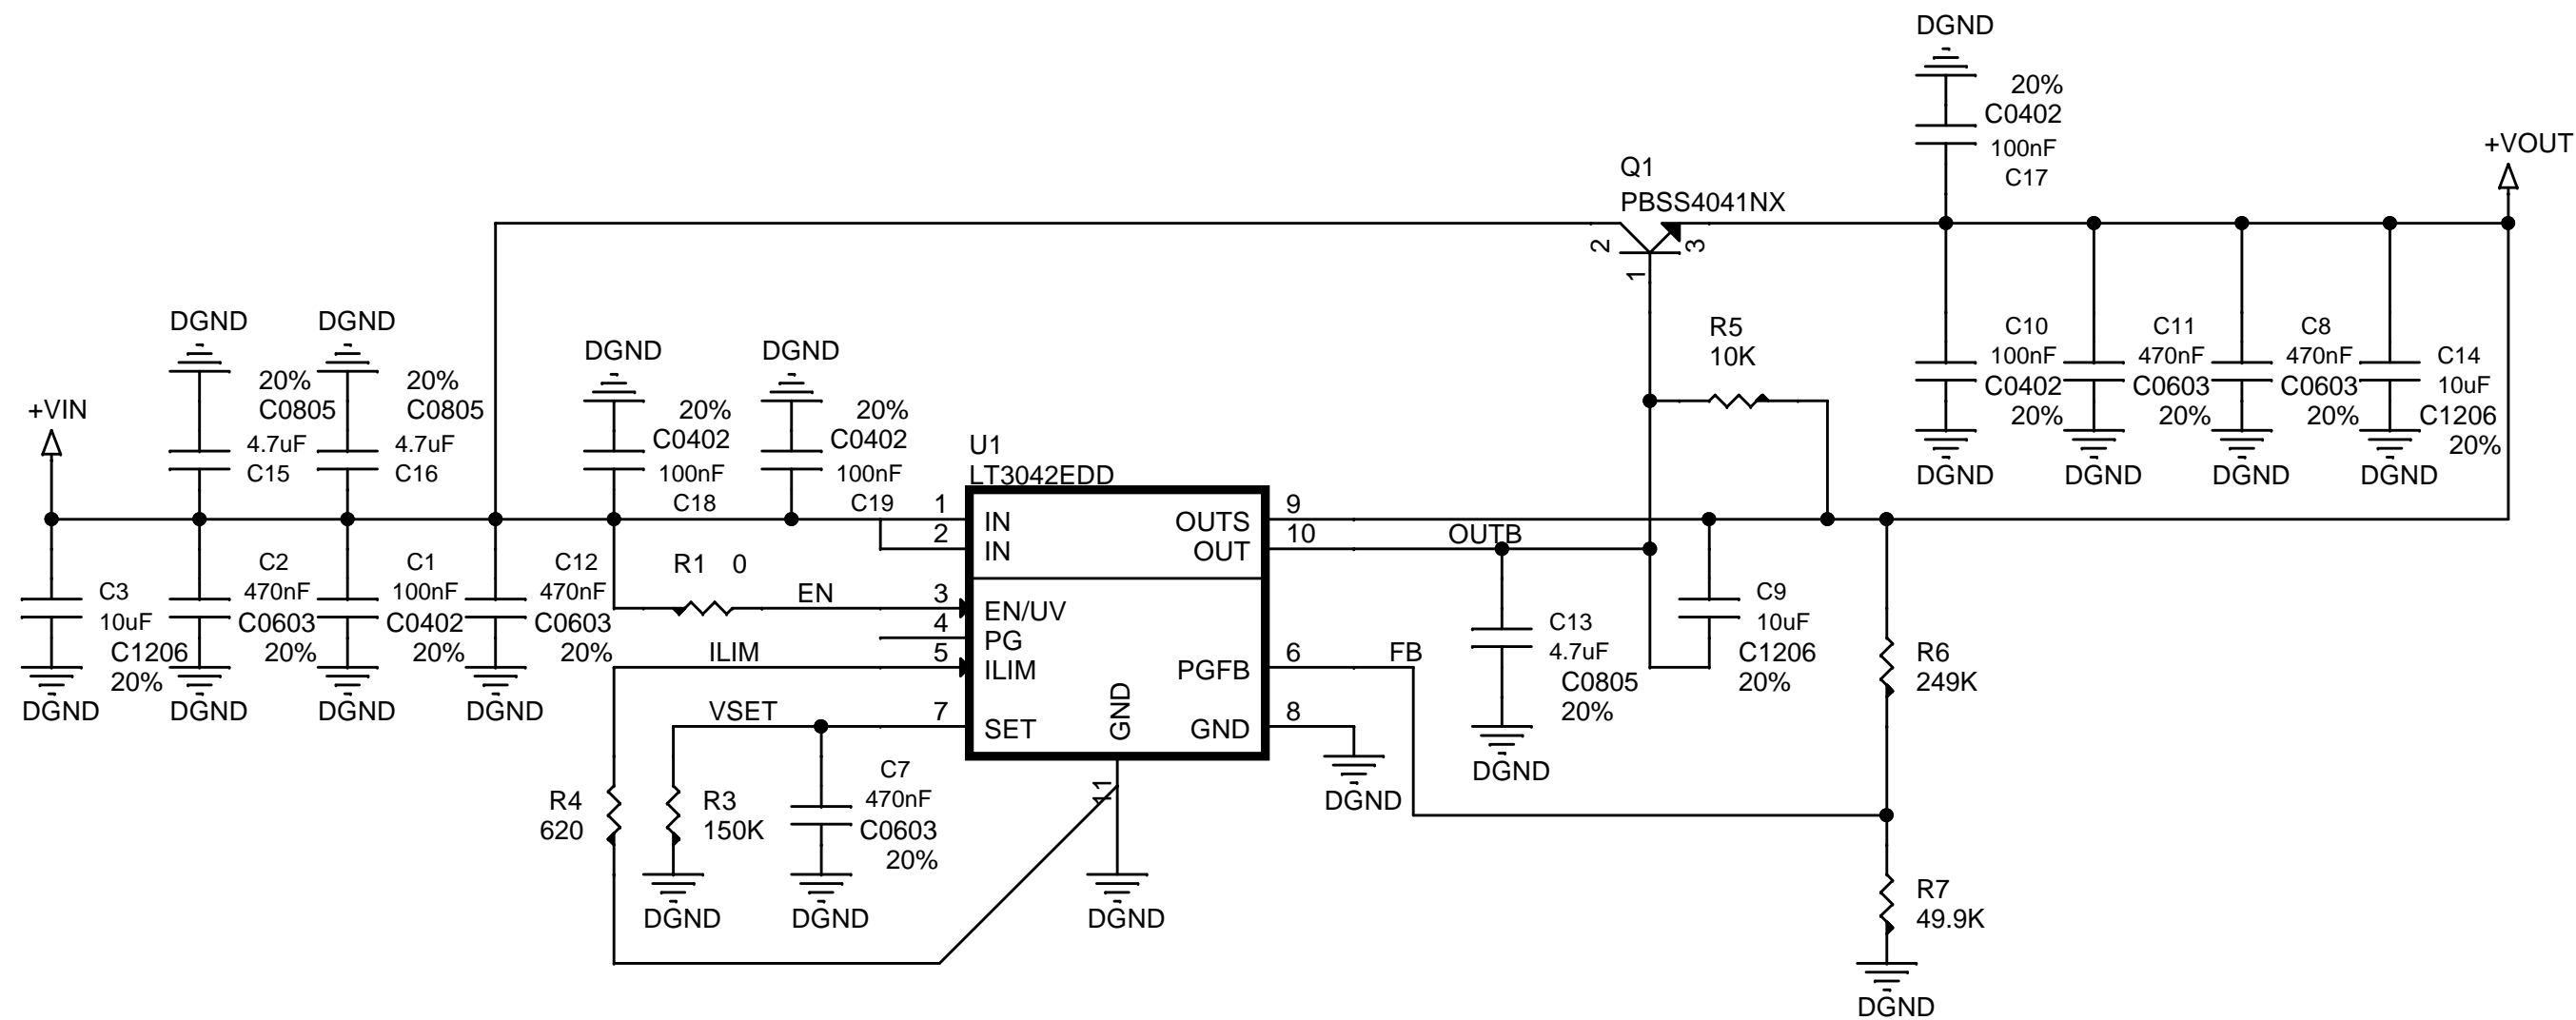 DGND
20%
C0402
100nF
C17
+VOUT
Q1
PBSS4041NX
2
3
1
DGND
DGND
20%
C0805
4.7uF
C15
20%
C0805
4.7uF
C16
DGND
DGND
20%
C0402
100nF
C18
20%
C0402
100nF
C19
R5
10K
C10
100nF
C0402
20%
C11
470nF
C0603
20%
C8
470nF
C0603
20%
C14
10uF
C1206
20%
DGND
DGND
DGND
DGND
+VIN
U1
LT3042EDD
1
2
3
4
5
7
IN
IN
EN/UV
PG
ILIM
SET
GND
11
OUTS
OUT
PGFB
GND
9
10
6
8
OUTB
FB
R1 0
EN
ILIM
VSET
C3
10uF
C1206
20%
C2
470nF
C0603
20%
C1
100nF
C0402
20%
C12
470nF
C0603
20%
DGND
DGND
DGND
DGND
C13
4.7uF
C0805
20%
DGND
C9
10uF
C1206
20%
R6
249K
DGND
R4
620
R3
150K
C7
470nF
C0603
20%
DGND
DGND
DGND
R7
49.9K
DGND